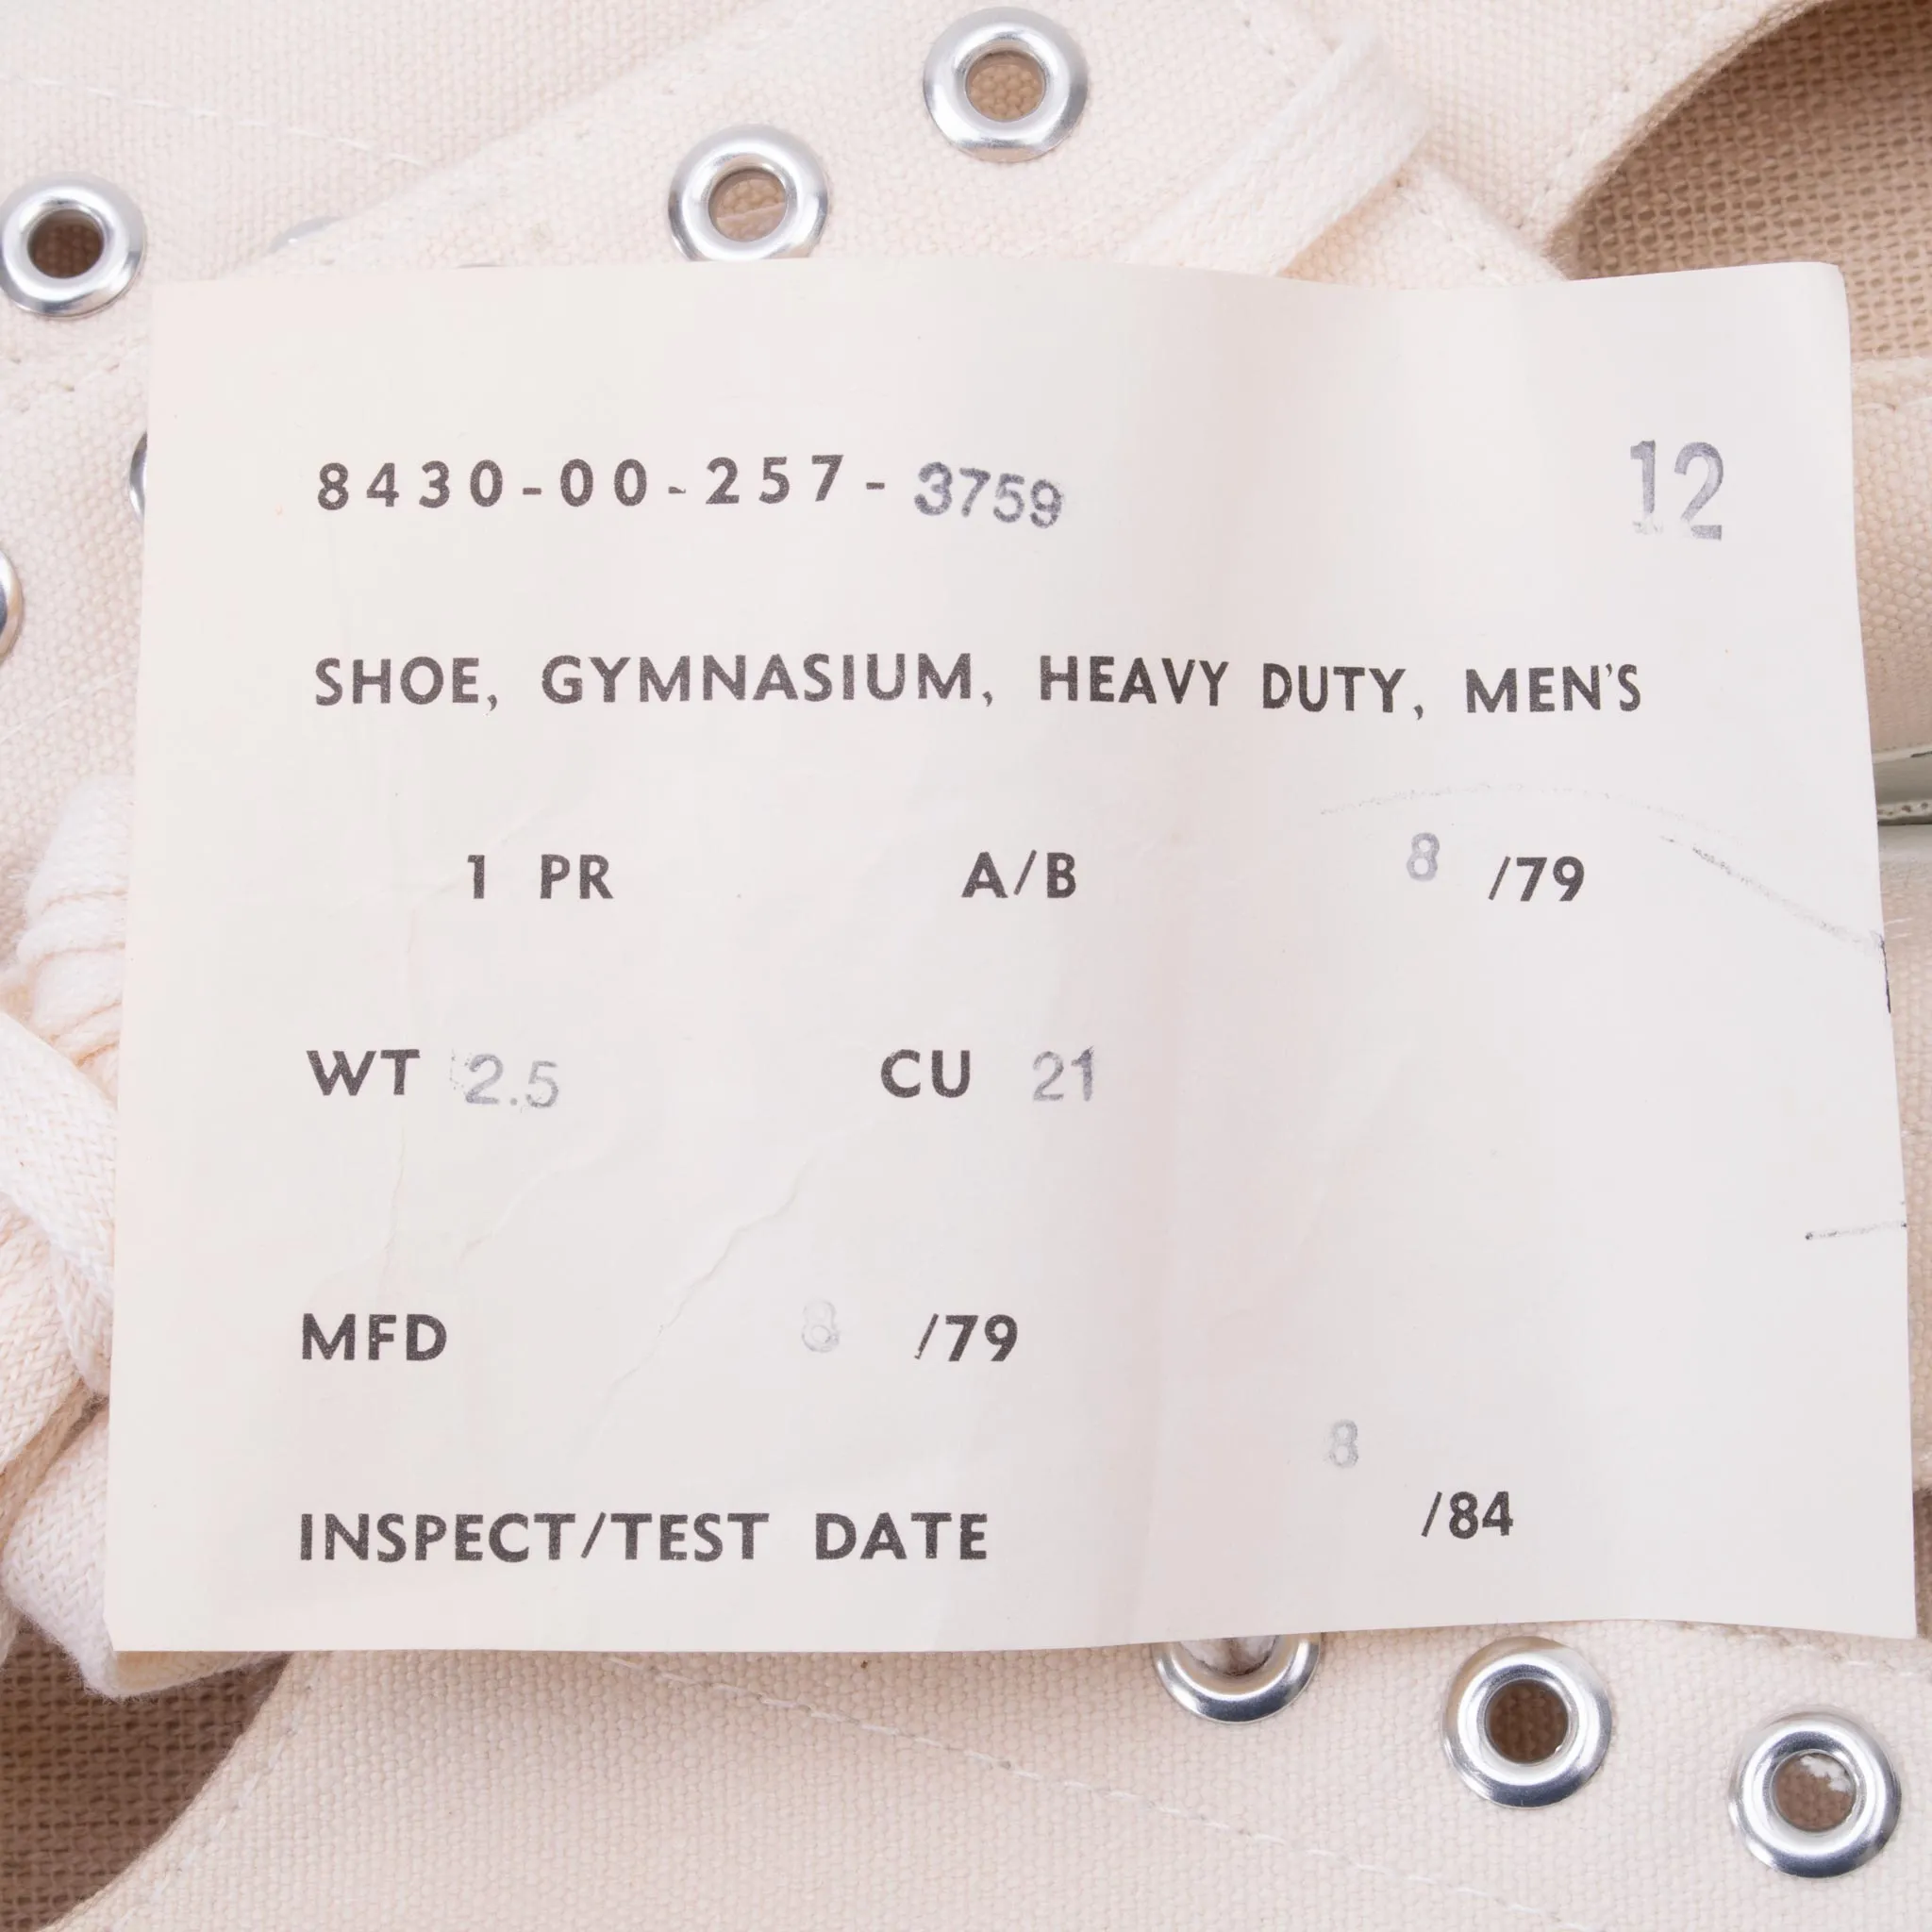 8430-00-257-3759 12
SHOE, GYMNASIUM, HEAVY DUTY, MEN'S
1 PR A/B 8 /79
WT 2.5 CU 21
MFD 8 /79
INSPECT/TEST DATE 8 /84